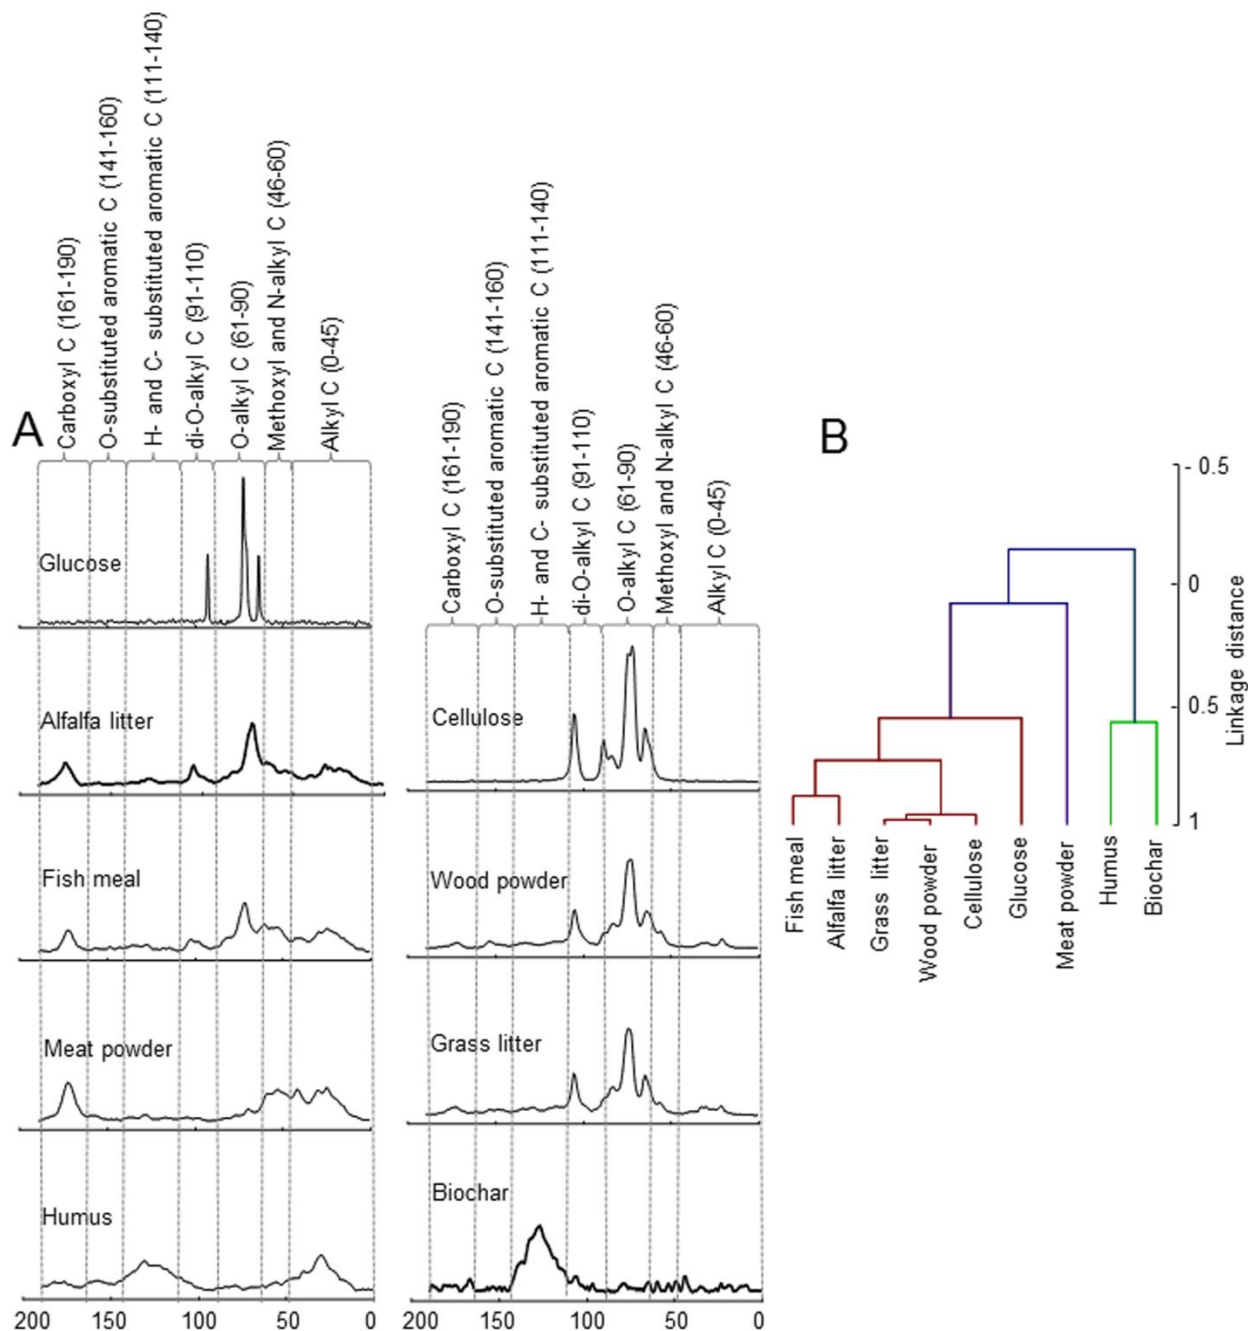 A
Carboxyl C (161-190)
O-substituted aromatic C (141-160)
H- and C- substituted aromatic C (111-140)
di-O-alkyl C (91-110)
O-alkyl C (61-90)
Methoxyl and N-alkyl C (46-60)
Alkyl C (0-45)
Glucose
Alfalfa litter
Fish meal
Meat powder
Humus
200 150 100 50 0
Carboxyl C (161-190)
O-substituted aromatic C (141-160)
H- and C- substituted aromatic C (111-140)
di-O-alkyl C (91-110)
O-alkyl C (61-90)
Methoxyl and N-alkyl C (46-60)
Alkyl C (0-45)
Cellulose
Wood powder
Grass litter
Biochar
200 150 100 50 0
B
- 0.5
0
0.5
1
Linkage distance
Fish meal
Alfalfa litter
Grass litter
Wood powder
Cellulose
Glucose
Meat powder
Humus
Biochar